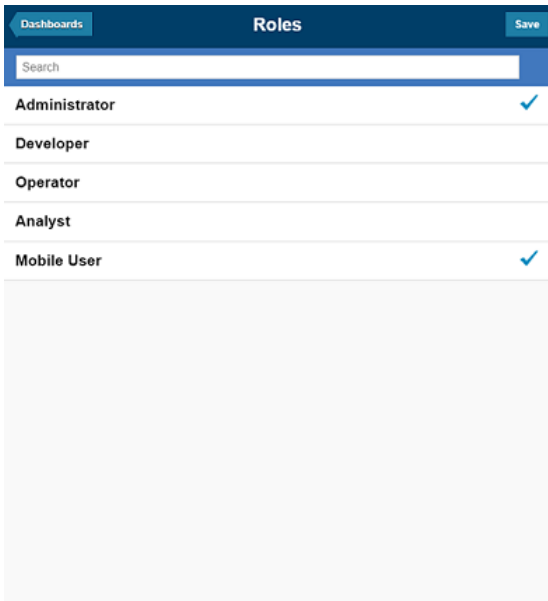 Dashboards Roles Save
Search
Administrator
Developer
Operator
Analyst
Mobile User